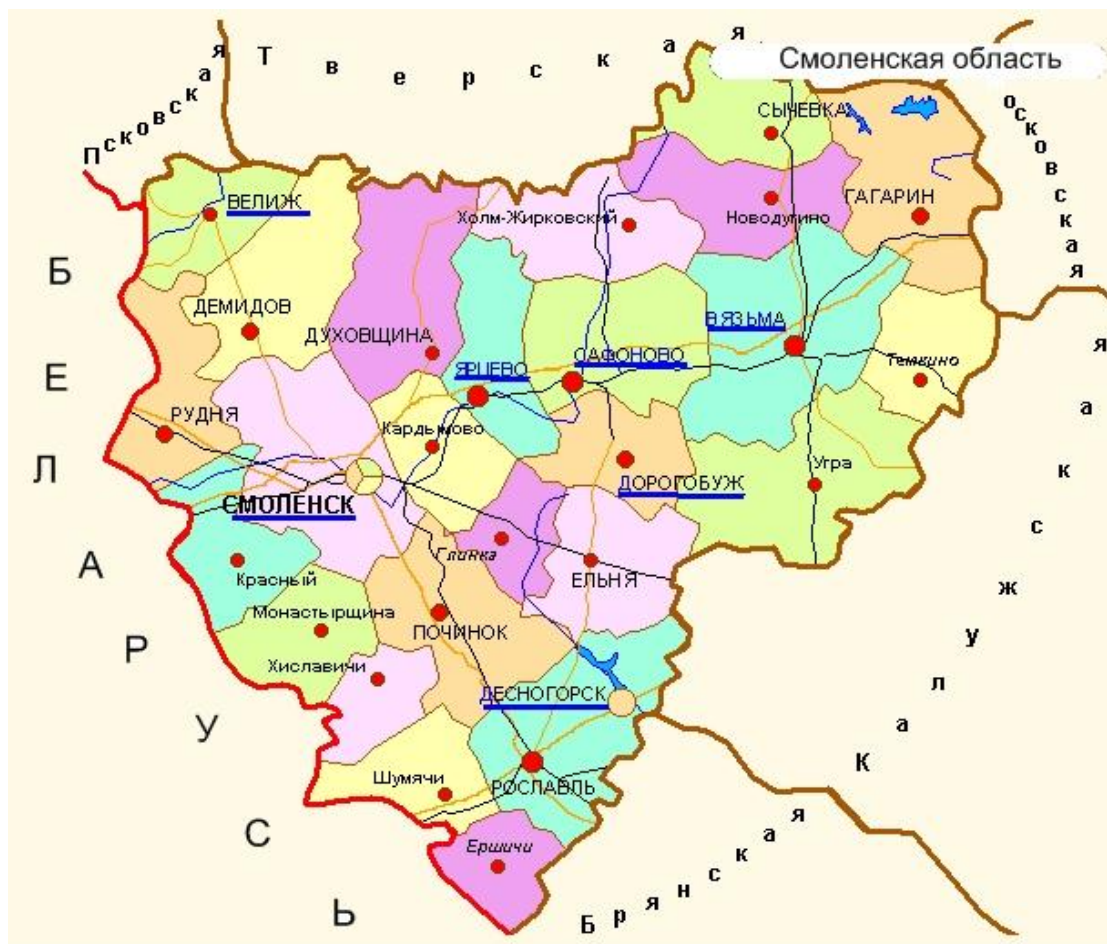 Смоленская область
Псковская
Тверская
осковская
СЫЧЕВКА
ВЕЛИЖ
ГАГАРИН
Холм-Жирковский
Новодугино
ДЕМИДОВ
ДУХОВЩИНА
ВЯЗЬМА
САФОНОВО
ЯРЦЕВО
Темкино
РУДНЯ
Кардымово
Угра
ДОРОГОБУЖ
СМОЛЕНСК
Глинка
Красный
ЕЛЬНЯ
Монастырщина
ПОЧИНОК
Хиславичи
ДЕСНОГОРСК
Шумячи
РОСЛАВЛЬ
Ершичи
БЕЛАРУСЬ
Брянская
Калужская